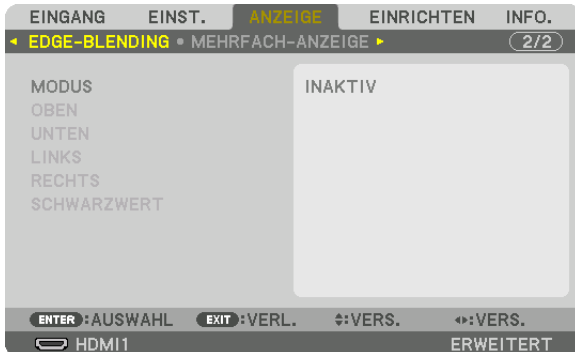 EINGANG EINST. ANZEIGE EINRICHTEN INFO.
EDGE-BLENDING • MEHRFACH-ANZEIGE 2/2
MODUS INAKTIV
OBEN
UNTEN
LINKS
RECHTS
SCHWARZWERT
ENTER :AUSWAHL EXIT :VERL. :VERS. :VERS.
HDMI1 ERWEITERT